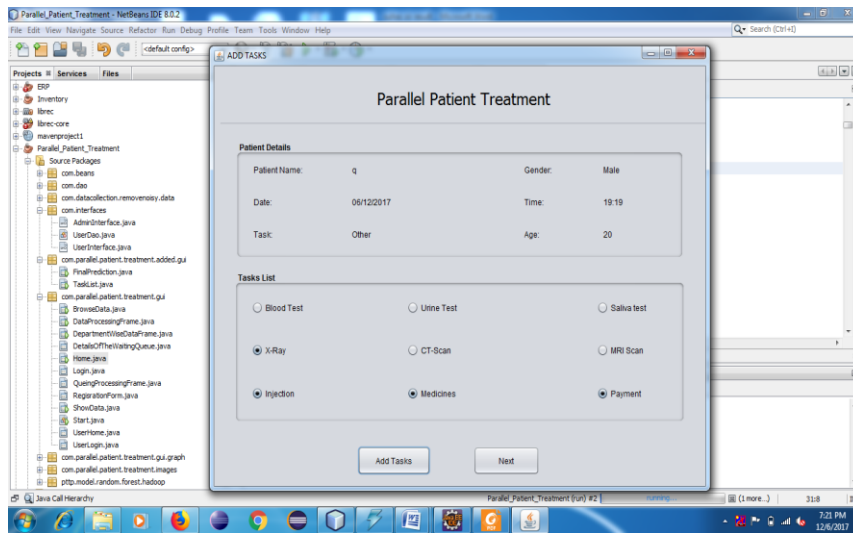 Parallel_Patient_Treatment - NetBeans IDE 8.0.2
File Edit View Navigate Source Refactor Run Debug Profile Team Tools Window Help
Search (Ctrl+I)
<default config>
Projects Services Files
ERP
Inventory
librec
librec-core
mavenproject1
Parallel_Patient_Treatment
Source Packages
com.beans
com.dao
com.datacollection.removenoisy.data
com.interfaces
AdminInterface.java
UserDao.java
UserInterface.java
com.parallel.patient.treatment.added.gui
FinalPrediction.java
TaskList.java
com.parallel.patient.treatment.gui
BrowseData.java
DataProcessingFrame.java
DepartmentWiseDataFrame.java
DetailsOfTheWaitingQueue.java
Home.java
Login.java
QueingProcessingFrame.java
RegisrationForm.java
ShowData.java
Start.java
UserHome.java
UserLogin.java
com.parallel.patient.treatment.gui.graph
com.parallel.patient.treatment.images
pttp.model.random.forest.hadoop
ADD TASKS
Parallel Patient Treatment
Patient Details
Patient Name: q Gender: Male
Date: 06/12/2017 Time: 19:19
Task: Other Age: 20
Tasks List
Blood Test Urine Test Saliva test
X-Ray CT-Scan MRI Scan
Injection Medicines Payment
Add Tasks Next
Java Call Hierarchy
Parallel_Patient_Treatment (run) #2 running... (1 more...) 31:8
7:21 PM
12/6/2017